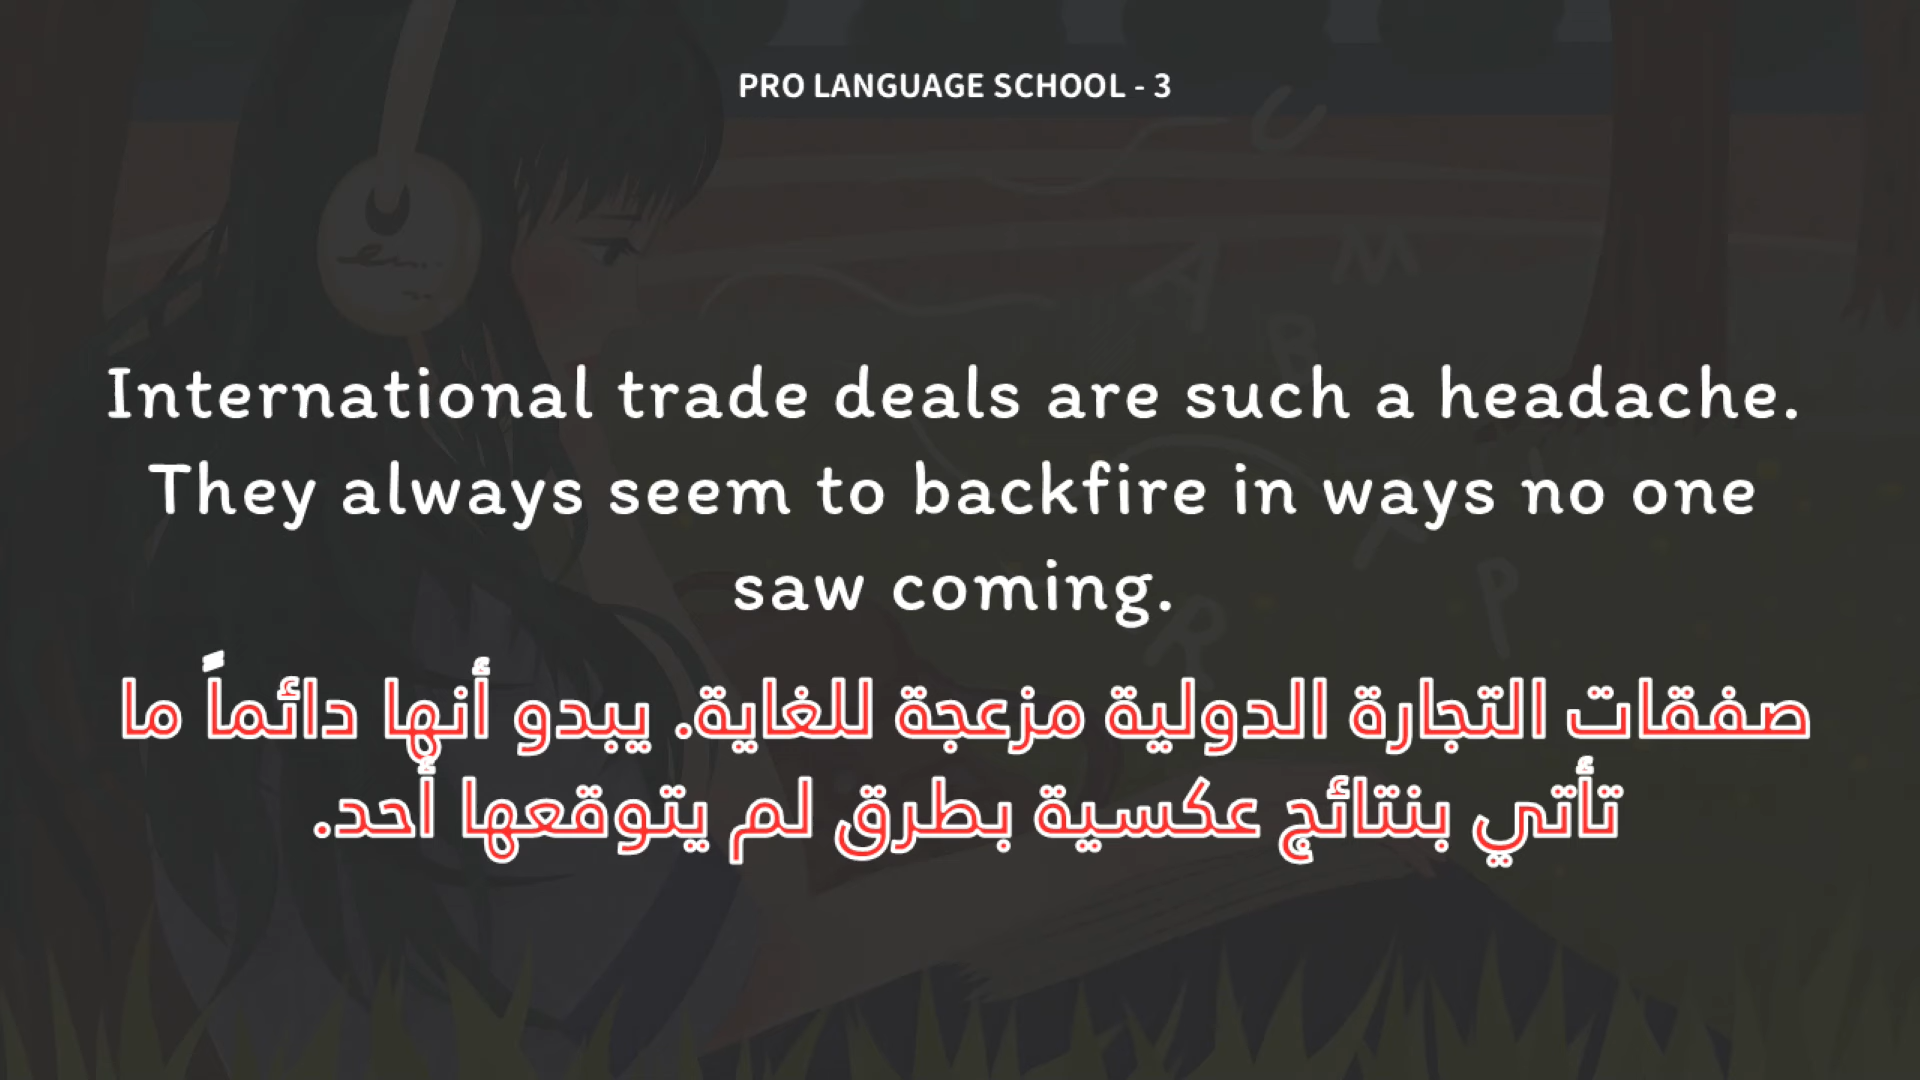 PRO LANGUAGE SCHOOL - 3
International trade deals are such a headache.
They always seem to backfire in ways no one
saw coming.
صفقات التجارة الدولية مزعجة للغاية. يبدو أنها دائماً ما
تأتي بنتائج عكسية بطرق لم يتوقعها أحد.
U
A
M
B
R
P